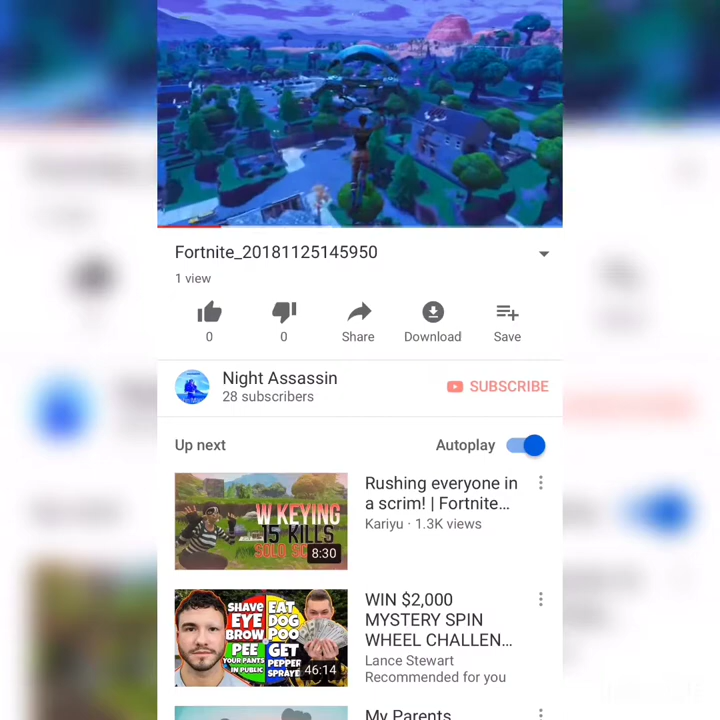 Fortnite_20181125145950
1 view
0
0
Share
Download
Save
Night Assassin
28 subscribers
SUBSCRIBE
Up next
Autoplay
W KEYING
15 KILLS
SOLO
8:30
Rushing everyone in
a scrim! | Fortnite...
Kariyu · 1.3K views
SHAVE
EYE
BROW
EAT
DOG
POO
PEE
YOUR PANTS
IN PUBLIC
GET
PEPPER
SPRAYE
46:14
WIN $2,000
MYSTERY SPIN
WHEEL CHALLEN...
Lance Stewart
Recommended for you
My Parents